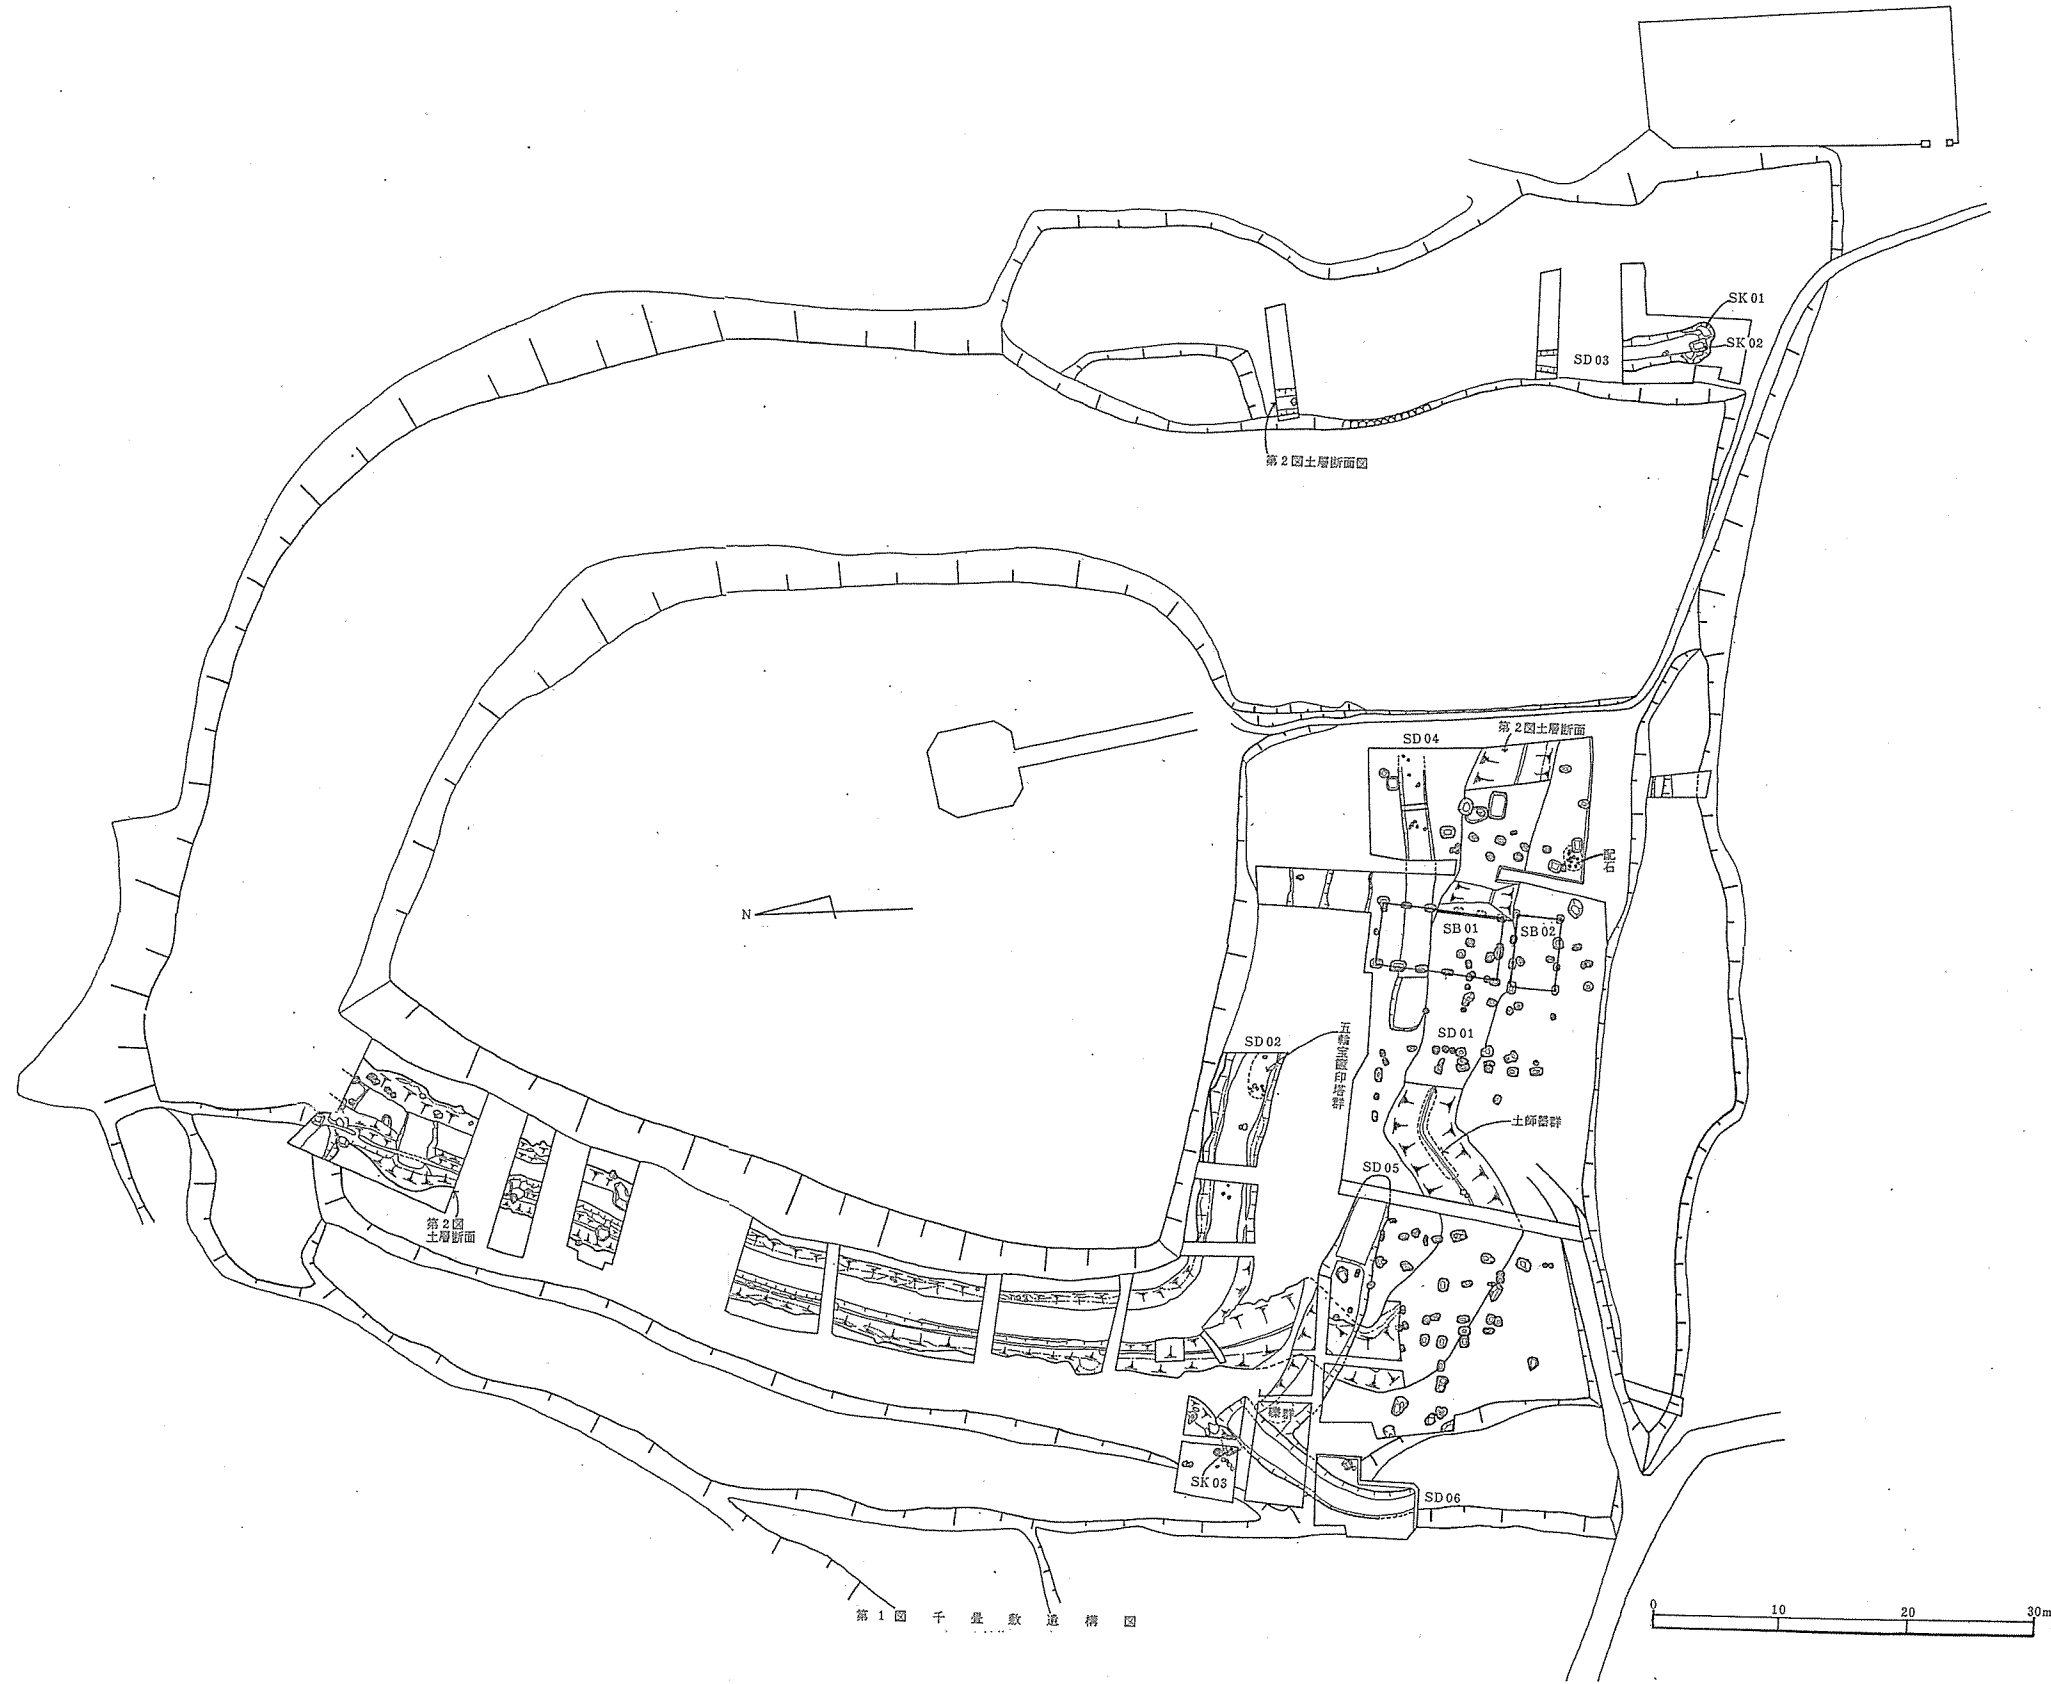 SK 01
SK 02
SD 03
第2図土層断面図
第2図土層断面
SD 04
配石
SB 01
SB 02
N
SD 01
SD 02
五輪宝篋印塔群
土師器群
SD 05
第2図
土層断面
礫群
SK 03
SD 06
第1図 千畳敷遺構図
0 10 20 30m